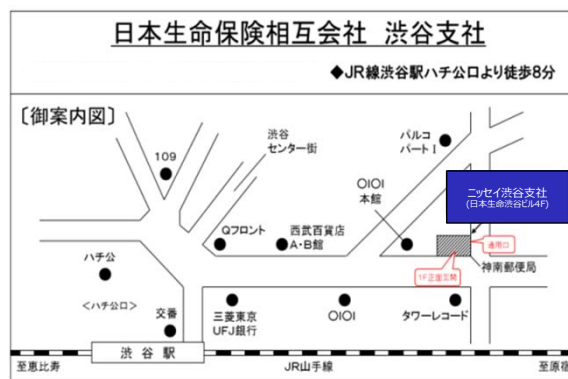 日本生命保険相互会社 渋谷支社
◆JR線渋谷駅ハチ公口より徒歩8分
〔御案内図〕
109
渋谷
センター街
パルコ
パートⅠ
OIOI
本館
ニッセイ渋谷支社
(日本生命渋谷ビル4F)
Qフロント
西武百貨店
A・B館
通用口
神南郵便局
1F正面玄関
ハチ公
<ハチ公口>
交番
三菱東京
UFJ銀行
OIOI
タワーレコード
渋谷駅
至恵比寿
JR山手線
至原宿